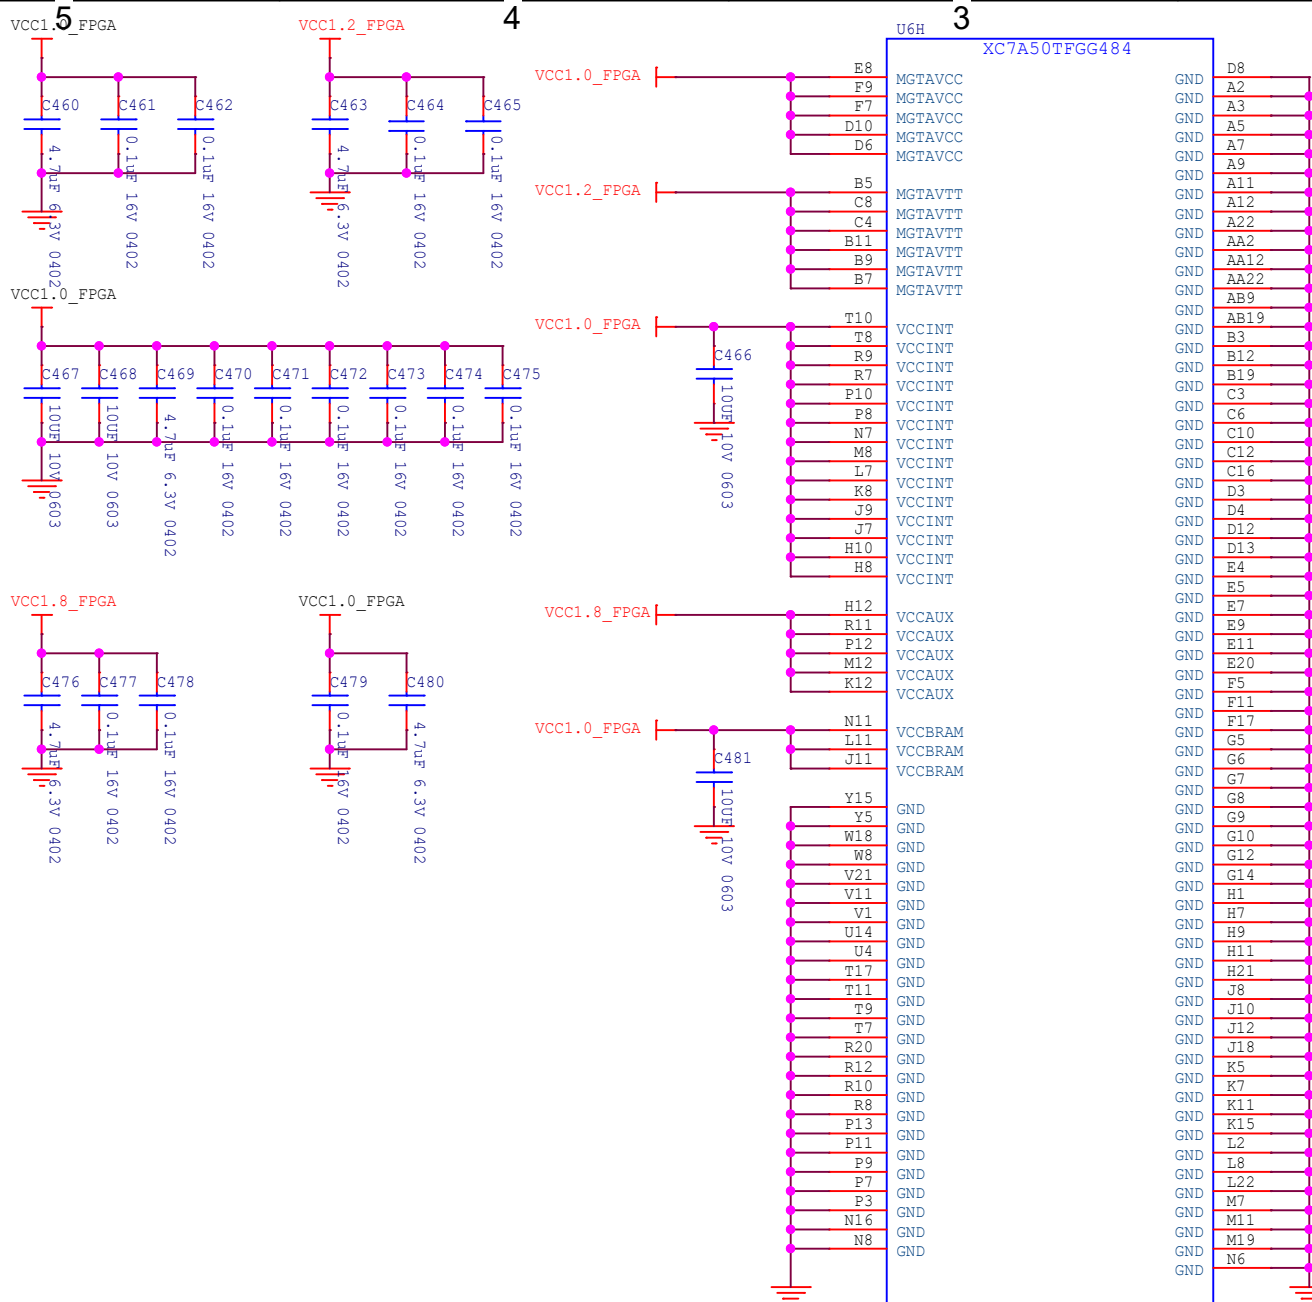 5
4
3
VCC1.0_FPGA
C460
4.7uF 6.3V 0402
C461
0.1uF 16V 0402
C462
0.1uF 16V 0402
VCC1.2_FPGA
C463
4.7uF 6.3V 0402
C464
0.1uF 16V 0402
C465
0.1uF 16V 0402
VCC1.0_FPGA
C467
10UF 10V 0603
C468
10UF 10V 0603
C469
4.7uF 6.3V 0402
C470
0.1uF 16V 0402
C471
0.1uF 16V 0402
C472
0.1uF 16V 0402
C473
0.1uF 16V 0402
C474
0.1uF 16V 0402
C475
0.1uF 16V 0402
VCC1.8_FPGA
C476
4.7uF 6.3V 0402
C477
0.1uF 16V 0402
C478
0.1uF 16V 0402
VCC1.0_FPGA
C479
0.1uF 16V 0402
C480
4.7uF 6.3V 0402
U6H
XC7A50TFGG484
VCC1.0_FPGA
E8 MGTAVCC
F9 MGTAVCC
F7 MGTAVCC
D10 MGTAVCC
D6 MGTAVCC
VCC1.2_FPGA
B5 MGTAVTT
C8 MGTAVTT
C4 MGTAVTT
B11 MGTAVTT
B9 MGTAVTT
B7 MGTAVTT
VCC1.0_FPGA
C466
10UF 10V 0603
T10 VCCINT
T8 VCCINT
R9 VCCINT
R7 VCCINT
P10 VCCINT
P8 VCCINT
N7 VCCINT
M8 VCCINT
L7 VCCINT
K8 VCCINT
J9 VCCINT
J7 VCCINT
H10 VCCINT
H8 VCCINT
VCC1.8_FPGA
H12 VCCAUX
R11 VCCAUX
P12 VCCAUX
M12 VCCAUX
K12 VCCAUX
VCC1.0_FPGA
C481
10UF 10V 0603
N11 VCCBRAM
L11 VCCBRAM
J11 VCCBRAM
Y15 GND
Y5 GND
W18 GND
W8 GND
V21 GND
V11 GND
V1 GND
U14 GND
U4 GND
T17 GND
T11 GND
T9 GND
T7 GND
R20 GND
R12 GND
R10 GND
R8 GND
P13 GND
P11 GND
P9 GND
P7 GND
P3 GND
N16 GND
N8 GND
GND D8
GND A2
GND A3
GND A5
GND A7
GND A9
GND A11
GND A12
GND A22
GND AA2
GND AA12
GND AA22
GND AB9
GND AB19
GND B3
GND B12
GND B19
GND C3
GND C6
GND C10
GND C12
GND C16
GND D3
GND D4
GND D12
GND D13
GND E4
GND E5
GND E7
GND E9
GND E11
GND E20
GND F5
GND F11
GND F17
GND G5
GND G6
GND G7
GND G8
GND G9
GND G10
GND G12
GND G14
GND H1
GND H7
GND H9
GND H11
GND H21
GND J8
GND J10
GND J12
GND J18
GND K5
GND K7
GND K11
GND K15
GND L2
GND L8
GND L22
GND M7
GND M11
GND M19
GND N6